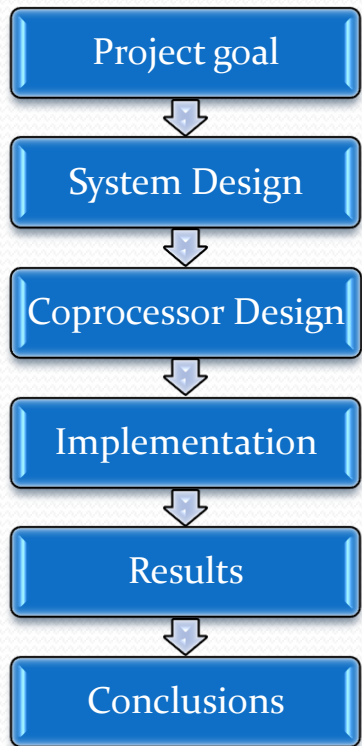 Project goal
System Design
Coprocessor Design
Implementation
Results
Conclusions